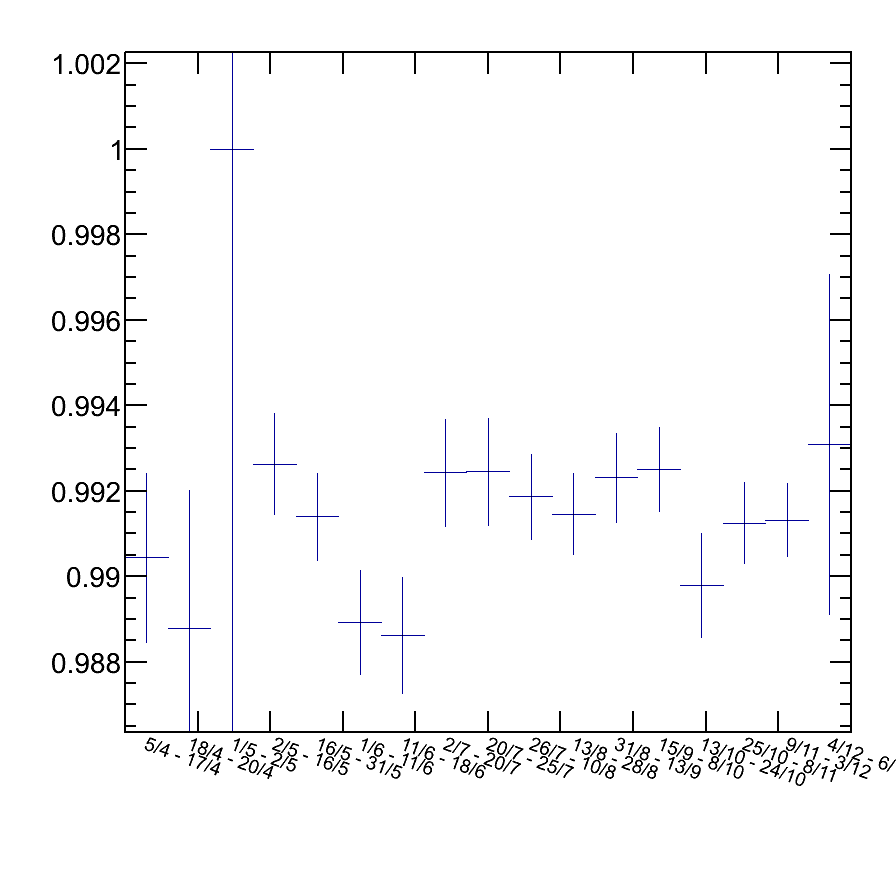 1.002
1
0.998
0.996
0.994
0.992
0.99
0.988
5/4 - 17/4
18/4 - 20/4
1/5 - 2/5
2/5 - 16/5
16/5 - 31/5
1/6 - 11/6
11/6 - 18/6
2/7 - 20/7
20/7 - 25/7
26/7 - 10/8
13/8 - 28/8
31/8 - 13/9
15/9 - 8/10
13/10 - 24/10
25/10 - 8/11
9/11 - 3/12
4/12 - 6/